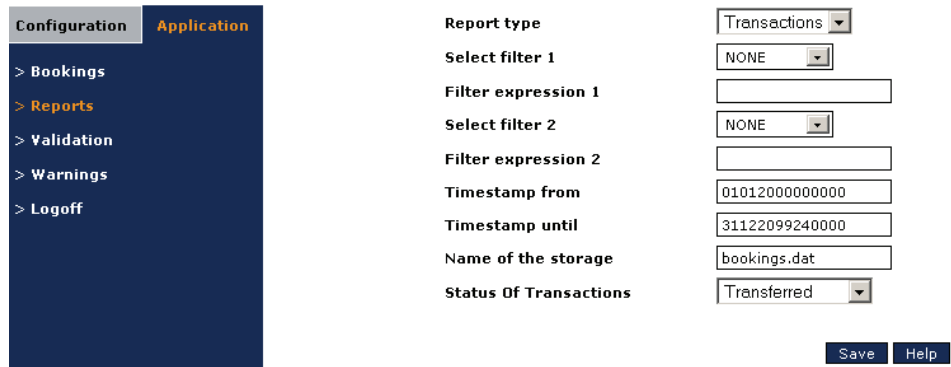 Configuration Application
> Bookings
> Reports
> Validation
> Warnings
> Logoff
Report type Transactions
Select filter 1 NONE
Filter expression 1
Select filter 2 NONE
Filter expression 2
Timestamp from 01012000000000
Timestamp until 31122099240000
Name of the storage bookings.dat
Status Of Transactions Transferred
Save Help